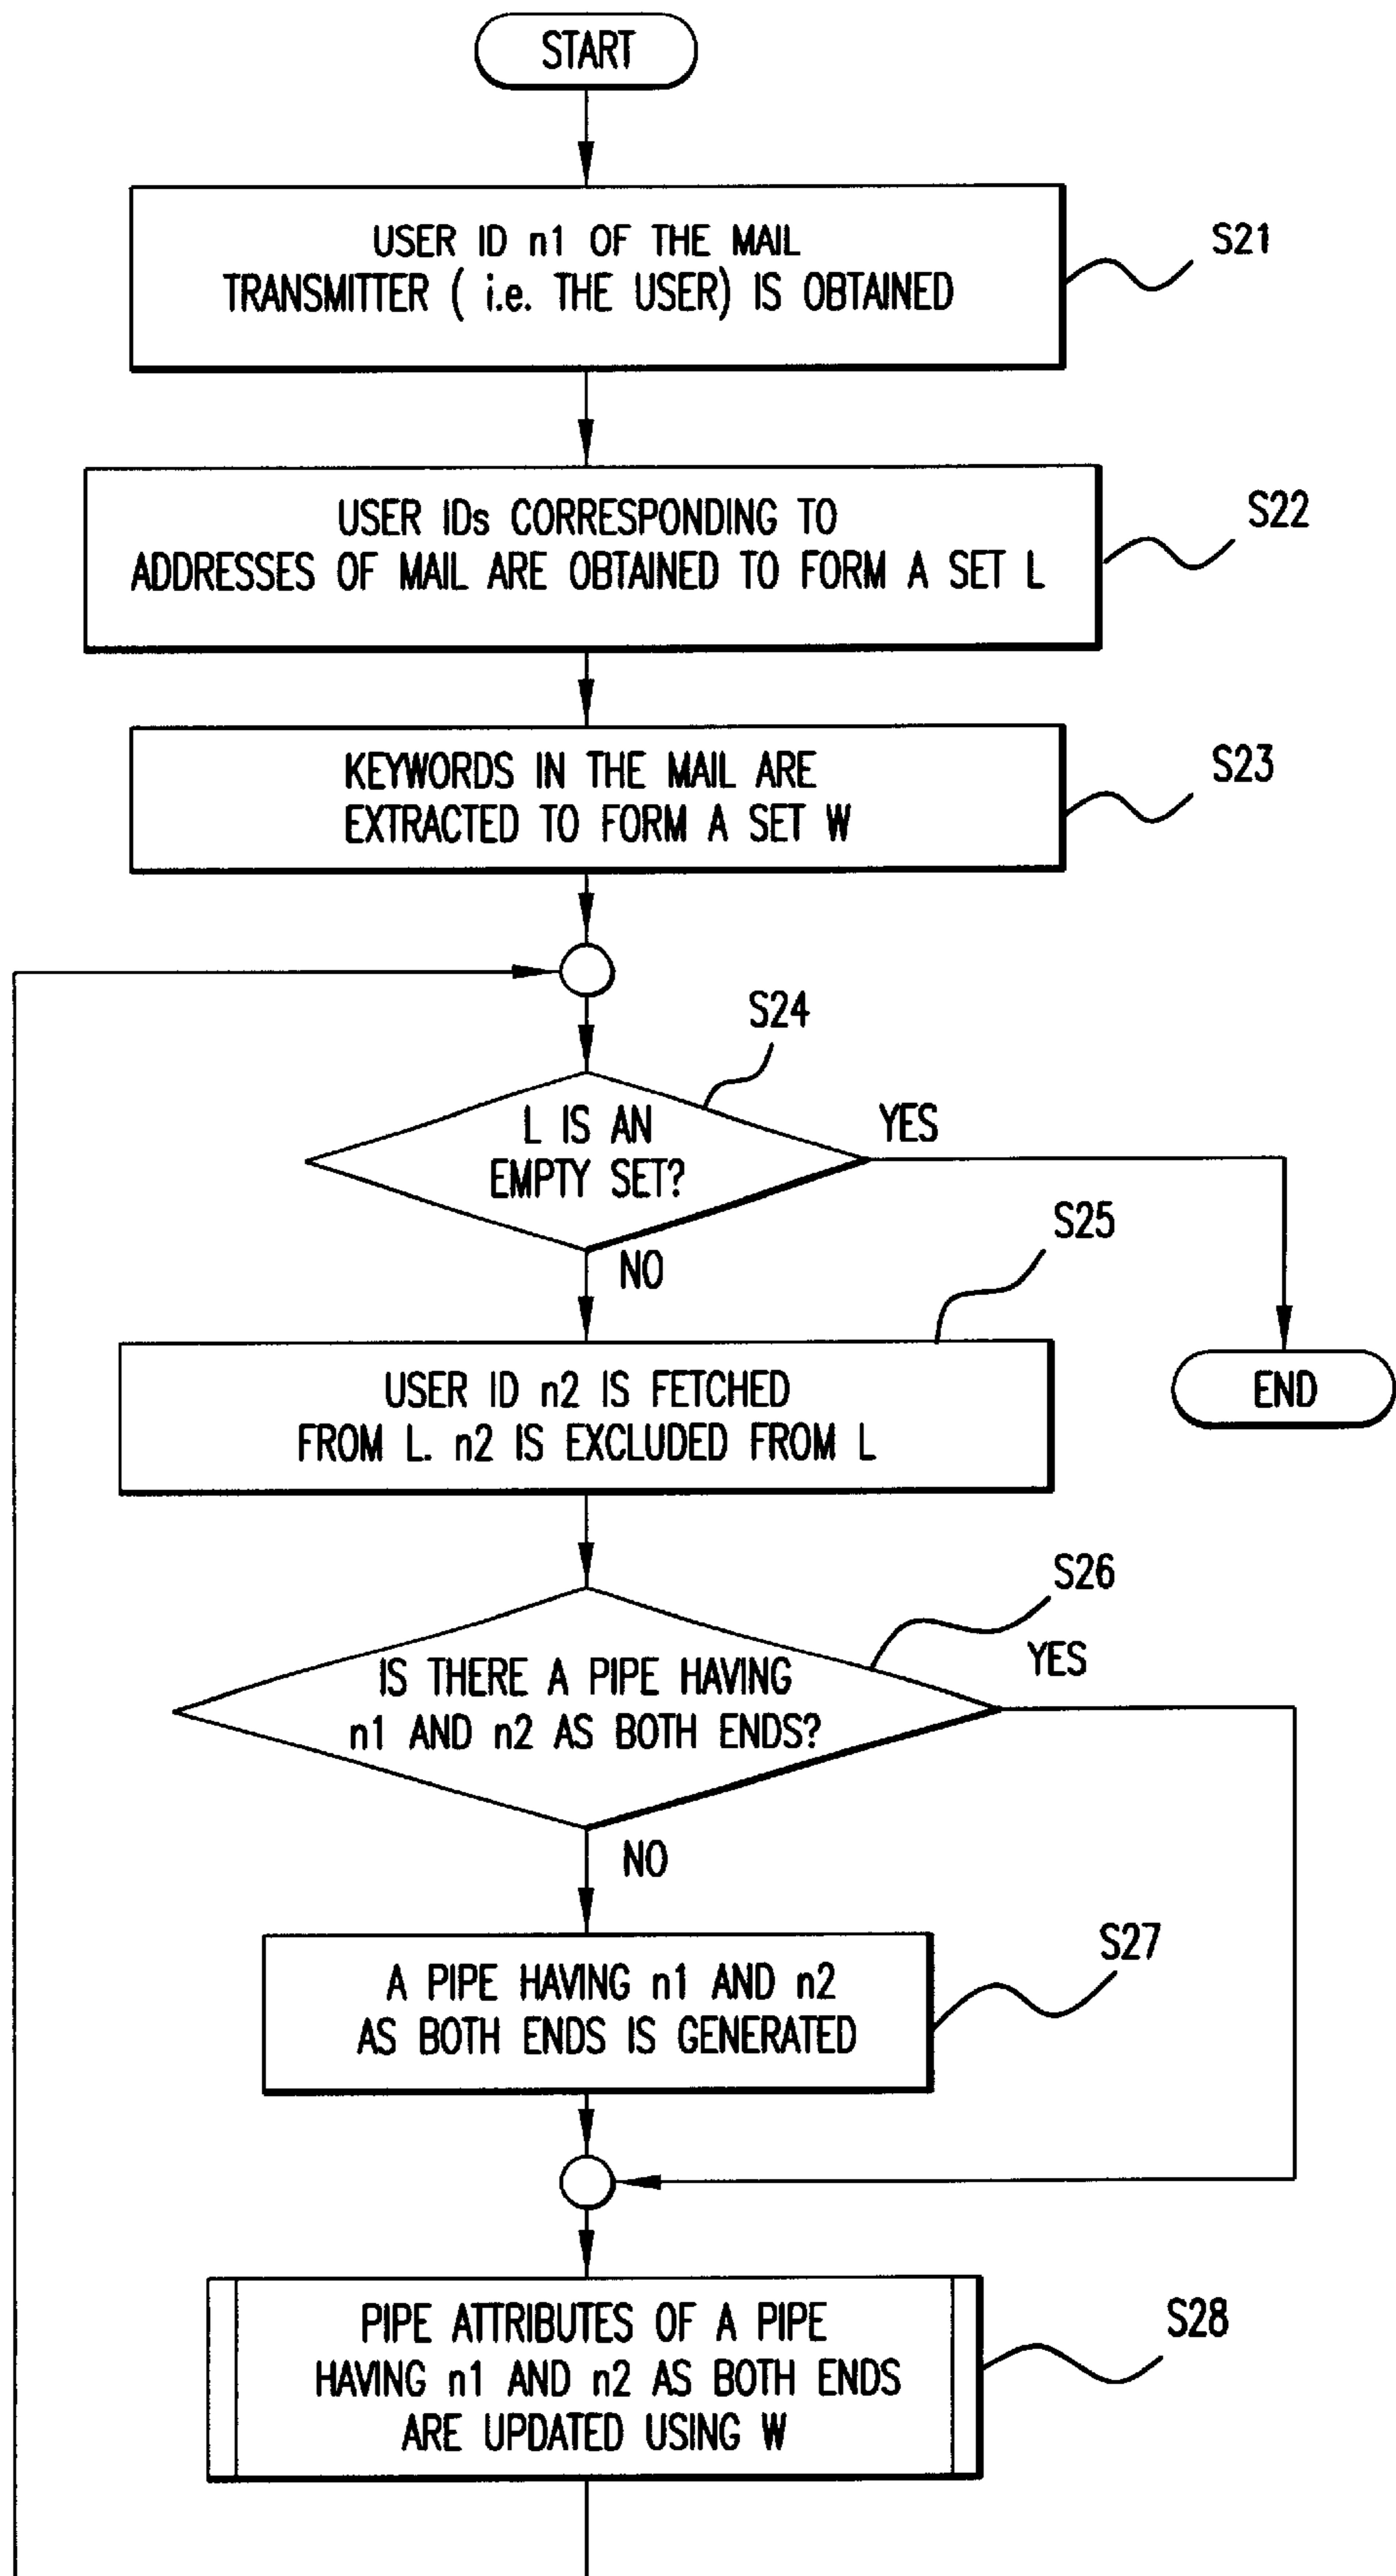 START
USER ID n1 OF THE MAIL
TRANSMITTER ( i.e. THE USER) IS OBTAINED
S21
USER IDs CORRESPONDING TO
ADDRESSES OF MAIL ARE OBTAINED TO FORM A SET L
S22
KEYWORDS IN THE MAIL ARE
EXTRACTED TO FORM A SET W
S23
S24
L IS AN
EMPTY SET?
YES
NO
S25
USER ID n2 IS FETCHED
FROM L. n2 IS EXCLUDED FROM L
END
S26
IS THERE A PIPE HAVING
n1 AND n2 AS BOTH ENDS?
YES
NO
S27
A PIPE HAVING n1 AND n2
AS BOTH ENDS IS GENERATED
S28
PIPE ATTRIBUTES OF A PIPE
HAVING n1 AND n2 AS BOTH ENDS
ARE UPDATED USING W